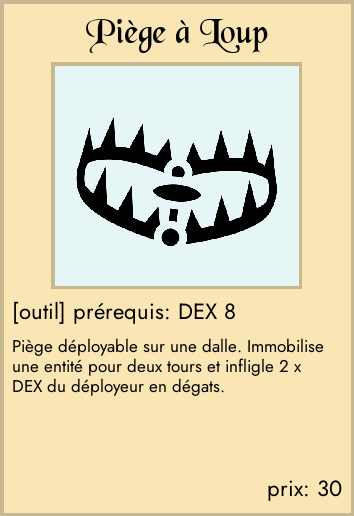 Piège à Loup
[outil] prérequis: DEX 8
Piège déployable sur une dalle. Immobilise
une entité pour deux tours et infligle 2 x
DEX du déployeur en dégats.
prix: 30